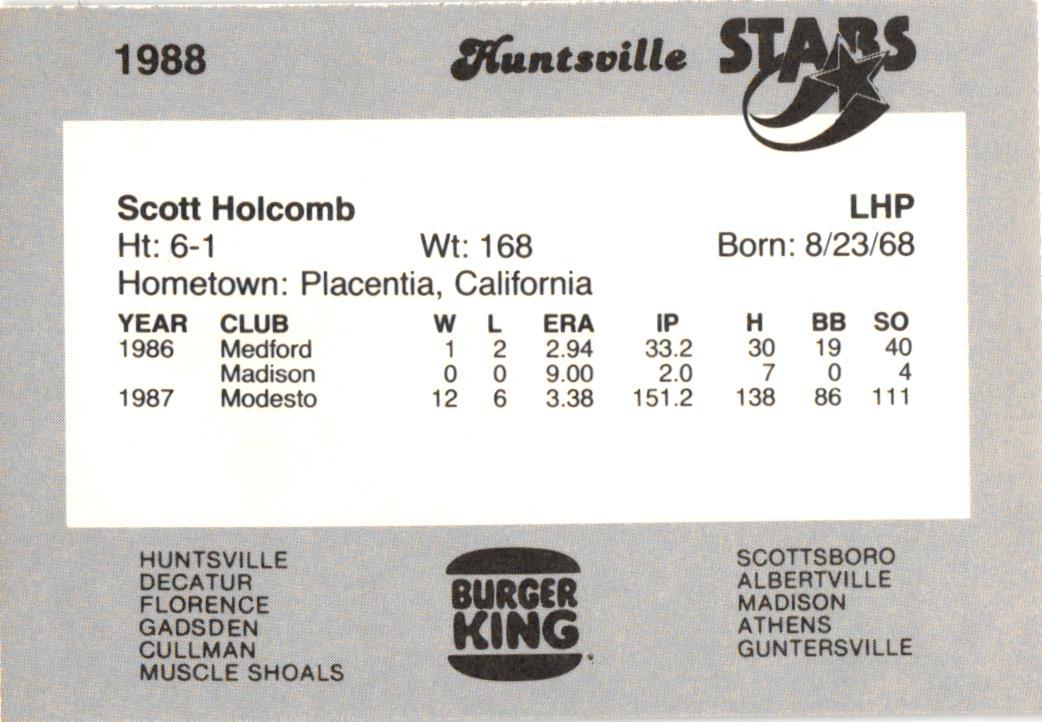 1988 Huntsville STARS
Scott Holcomb LHP
Ht: 6-1 Wt: 168 Born: 8/23/68
Hometown: Placentia, California
YEAR CLUB W L ERA IP H BB SO
1986 Medford 1 2 2.94 33.2 30 19 40
Madison 0 0 9.00 2.0 7 0 4
1987 Modesto 12 6 3.38 151.2 138 86 111
HUNTSVILLE
DECATUR
FLORENCE
GADSDEN
CULLMAN
MUSCLE SHOALS
BURGER
KING
SCOTTSBORO
ALBERTVILLE
MADISON
ATHENS
GUNTERSVILLE